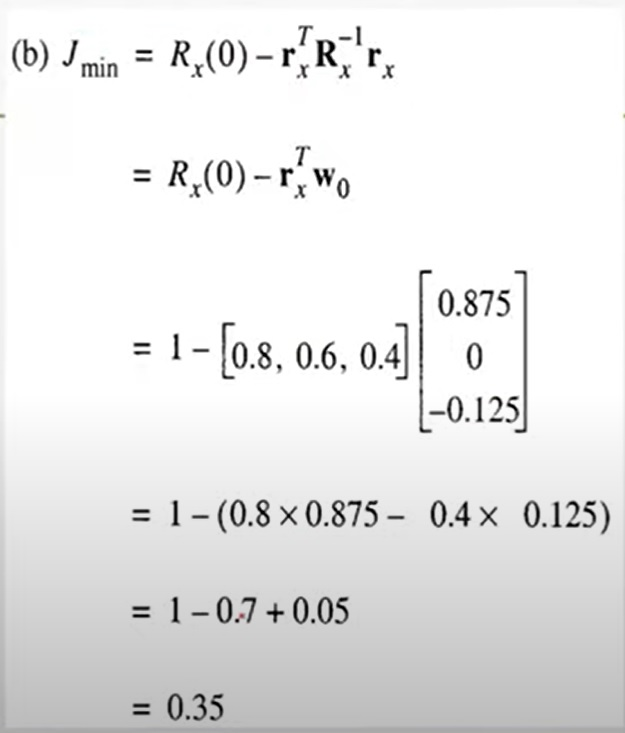 (b) J_min = R_x(0) – r_x^T R_x^{-1} r_x
= R_x(0) – r_x^T w_0
= 1 – [0.8, 0.6, 0.4] [0.875 0 –0.125]
= 1 – (0.8 × 0.875 – 0.4 × 0.125)
= 1 – 0.7 + 0.05
= 0.35